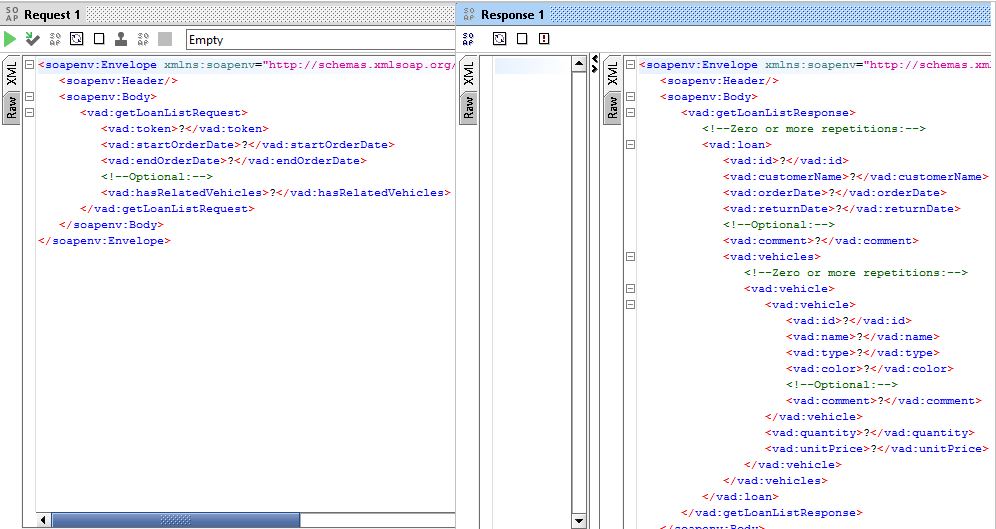 SO AP Request 1
Empty
XML
Raw
<soapenv:Envelope xmlns:soapenv="http://schemas.xmlsoap.org/
<soapenv:Header/>
<soapenv:Body>
<vad:getLoanListRequest>
<vad:token>?</vad:token>
<vad:startOrderDate>?</vad:startOrderDate>
<vad:endOrderDate>?</vad:endOrderDate>
<!--Optional:-->
<vad:hasRelatedVehicles>?</vad:hasRelatedVehicles>
</vad:getLoanListRequest>
</soapenv:Body>
</soapenv:Envelope>
SO AP Response 1
XML
Raw
XML
Raw
<soapenv:Envelope xmlns:soapenv="http://schemas.xml
<soapenv:Header/>
<soapenv:Body>
<vad:getLoanListResponse>
<!--Zero or more repetitions:-->
<vad:loan>
<vad:id>?</vad:id>
<vad:customerName>?</vad:customerName>
<vad:orderDate>?</vad:orderDate>
<vad:returnDate>?</vad:returnDate>
<!--Optional:-->
<vad:comment>?</vad:comment>
<vad:vehicles>
<!--Zero or more repetitions:-->
<vad:vehicle>
<vad:vehicle>
<vad:id>?</vad:id>
<vad:name>?</vad:name>
<vad:type>?</vad:type>
<vad:color>?</vad:color>
<!--Optional:-->
<vad:comment>?</vad:comment>
</vad:vehicle>
<vad:quantity>?</vad:quantity>
<vad:unitPrice>?</vad:unitPrice>
</vad:vehicle>
</vad:vehicles>
</vad:loan>
</vad:getLoanListResponse>
</soapenv:Body>